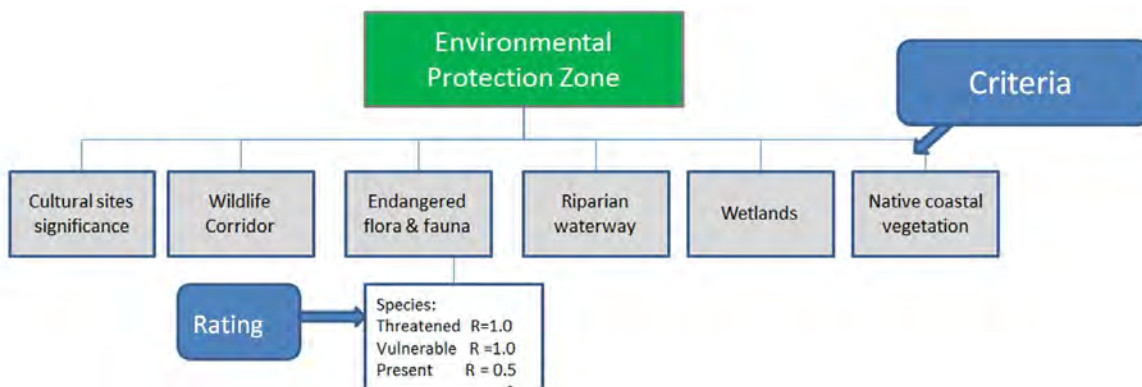 Environmental
Protection Zone
Criteria
Cultural sites
significance
Wildlife
Corridor
Endangered
flora & fauna
Riparian
waterway
Wetlands
Native coastal
vegetation
Rating
Species:
Threatened R=1.0
Vulnerable R =1.0
Present R = 0.5